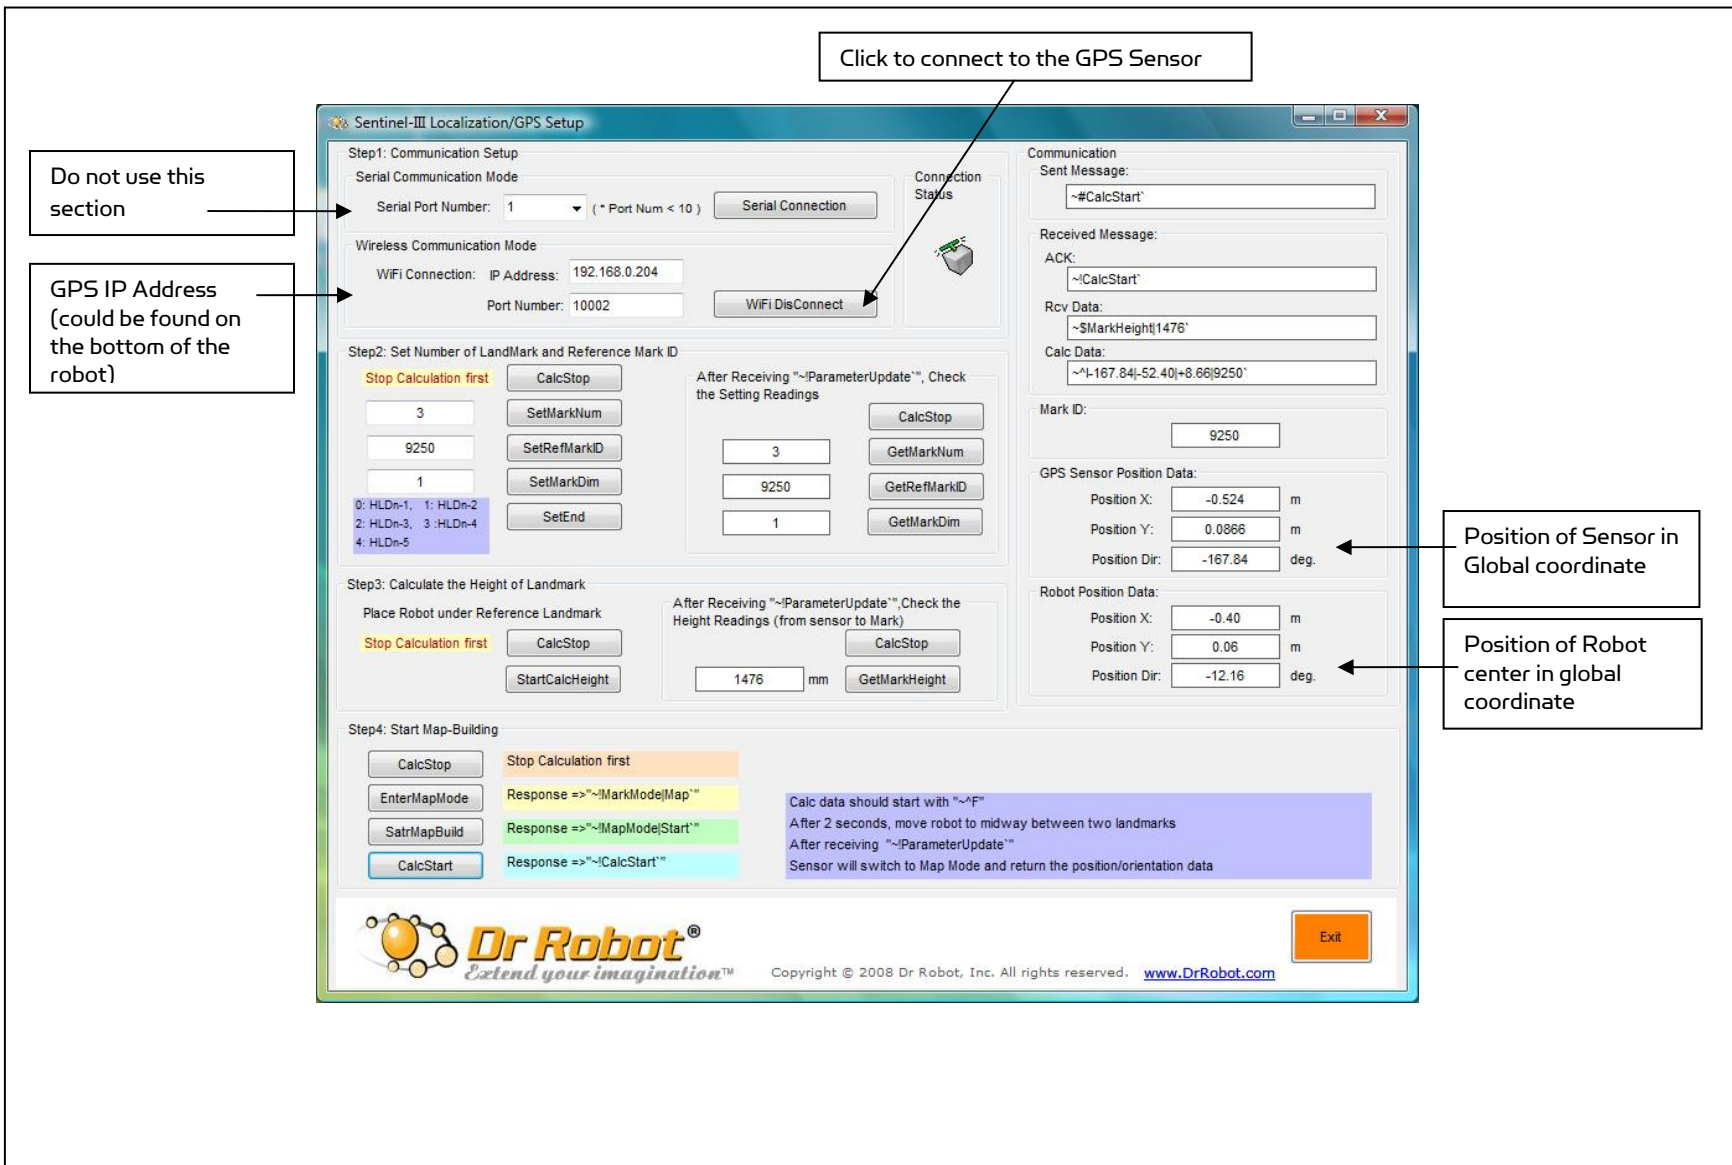 Click to connect to the GPS Sensor
Sentinel-III Localization/GPS Setup
Do not use this
section
GPS IP Address
(could be found on
the bottom of the
robot)
Step1: Communication Setup
Serial Communication Mode
Serial Port Number: 1 ( * Port Num < 10 ) Serial Connection
Wireless Communication Mode
WiFi Connection: IP Address: 192.168.0.204
Port Number: 10002 WiFi DisConnect
Connection
Status
Step2: Set Number of LandMark and Reference Mark ID
Stop Calculation first CalcStop
3 SetMarkNum
9250 SetRefMarkID
1 SetMarkDim
0: HLDn-1, 1: HLDn-2
2: HLDn-3, 3 :HLDn-4
4: HLDn-5
SetEnd
After Receiving "~!ParameterUpdate`", Check
the Setting Readings
CalcStop
3 GetMarkNum
9250 GetRefMarkID
1 GetMarkDim
Step3: Calculate the Height of Landmark
Place Robot under Reference Landmark
Stop Calculation first CalcStop
StartCalcHeight
After Receiving "~!ParameterUpdate`",Check the
Height Readings (from sensor to Mark)
CalcStop
1476 mm GetMarkHeight
Communication
Sent Message:
~#CalcStart`
Received Message:
ACK:
~!CalcStart`
Rcv Data:
~$MarkHeight|1476`
Calc Data:
~^I-167.84|-52.40|+8.66|9250`
Mark ID:
9250
GPS Sensor Position Data:
Position X: -0.524 m
Position Y: 0.0866 m
Position Dir: -167.84 deg.
Robot Position Data:
Position X: -0.40 m
Position Y: 0.06 m
Position Dir: -12.16 deg.
Position of Sensor in
Global coordinate
Position of Robot
center in global
coordinate
Step4: Start Map-Building
CalcStop Stop Calculation first
EnterMapMode Response =>"~!MarkMode|Map`"
SatrMapBuild Response =>"~!MapMode|Start`"
CalcStart Response =>"~!CalcStart`"
Calc data should start with "~^F"
After 2 seconds, move robot to midway between two landmarks
After receiving "~!ParameterUpdate`"
Sensor will switch to Map Mode and return the position/orientation data
Dr Robot®
Extend your imagination™
Copyright © 2008 Dr Robot, Inc. All rights reserved. www.DrRobot.com
Exit